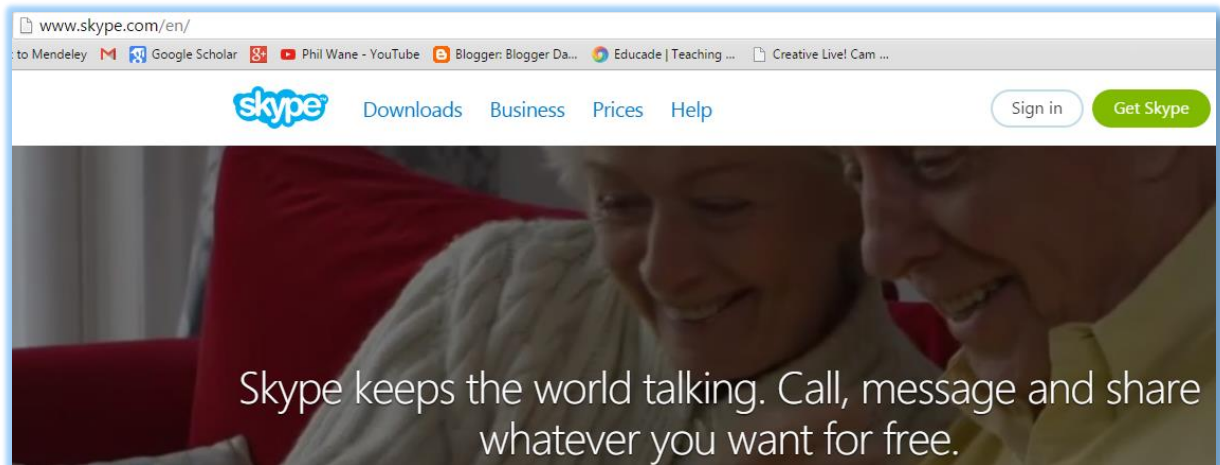 www.skype.com/en/
to Mendeley Google Scholar Phil Wane - YouTube Blogger: Blogger Da... Educade | Teaching ... Creative Live! Cam ...
skype Downloads Business Prices Help Sign in Get Skype
Skype keeps the world talking. Call, message and share
whatever you want for free.